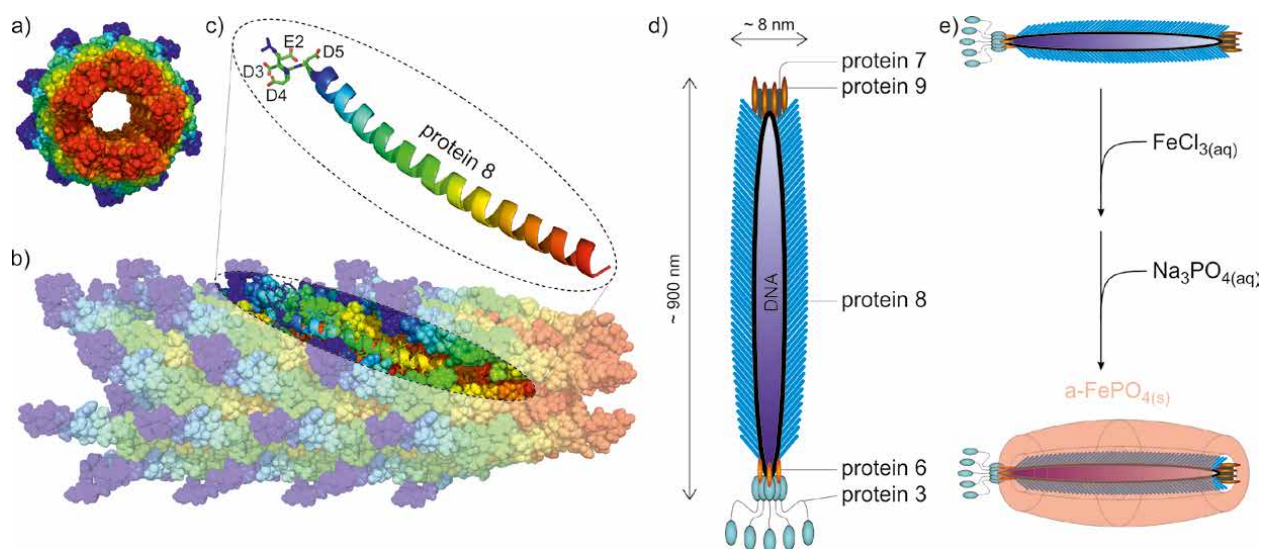 a)
c)
E2
D5
D3
D4
protein 8
b)
d)
~ 8 nm
protein 7
protein 9
~ 900 nm
DNA
protein 8
protein 6
protein 3
e)
FeCl3(aq)
Na3PO4(aq)
a-FePO4(s)